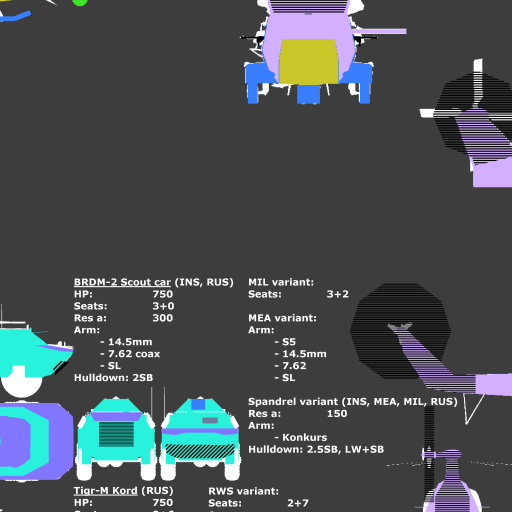 BRDM-2 Scout car (INS, RUS)
HP: 750
Seats: 3+0
Res a: 300
Arm:
- 14.5mm
- 7.62 coax
- SL
Hulldown: 2SB
MIL variant:
Seats: 3+2
MEA variant:
Arm:
- S5
- 14.5mm
- 7.62
- SL
Spandrel variant (INS, MEA, MIL, RUS)
Res a: 150
Arm:
- Konkurs
Hulldown: 2.5SB, LW+SB
Tigr-M Kord (RUS)
HP: 750
RWS variant:
Seats: 2+7